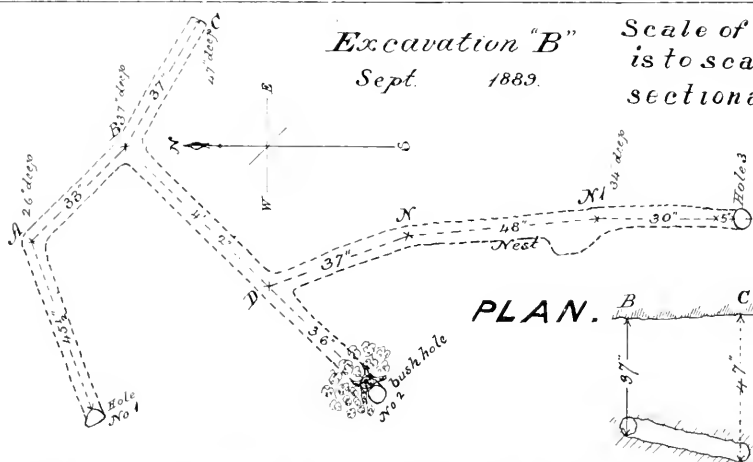 Excavation "B"
Sept. 1889.
Scale of
is to sca
sectiona
C
47" deep
37
B
37" deep
38"
26" deep
A
45½
Hole
No 1
E
N
S
W
4'
2"
D
36"
bush hole
No 2
37"
N
48"
Nest
N1
34" deep
30"
5"
Hole 3
PLAN.
B
C
37"
47"